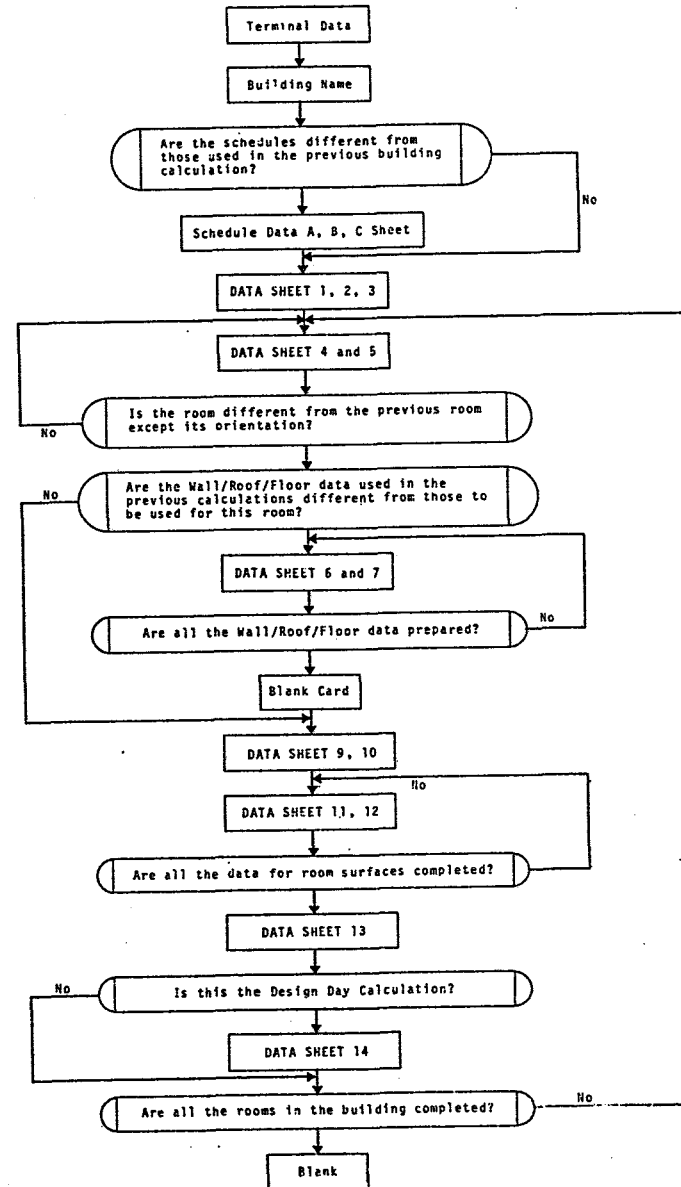 Terminal Data
Building Name
Are the schedules different from
those used in the previous building
calculation?
No
Schedule Data A, B, C Sheet
DATA SHEET 1, 2, 3
DATA SHEET 4 and 5
Is the room different from the previous room
except its orientation?
No
Are the Wall/Roof/Floor data used in the
previous calculations different from those to
be used for this room?
No
DATA SHEET 6 and 7
Are all the Wall/Roof/Floor data prepared?
No
Blank Card
DATA SHEET 9, 10
No
DATA SHEET 11, 12
Are all the data for room surfaces completed?
DATA SHEET 13
No
Is this the Design Day Calculation?
DATA SHEET 14
Are all the rooms in the building completed?
No
Blank